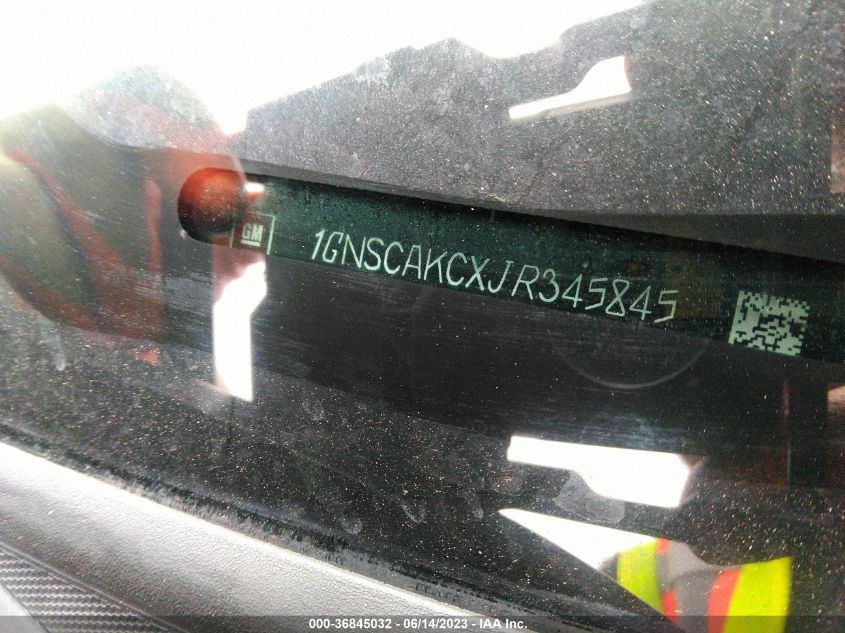 GM
1GNSCAKCXJR345845
000-36845032 - 06/14/2023 - IAA Inc.